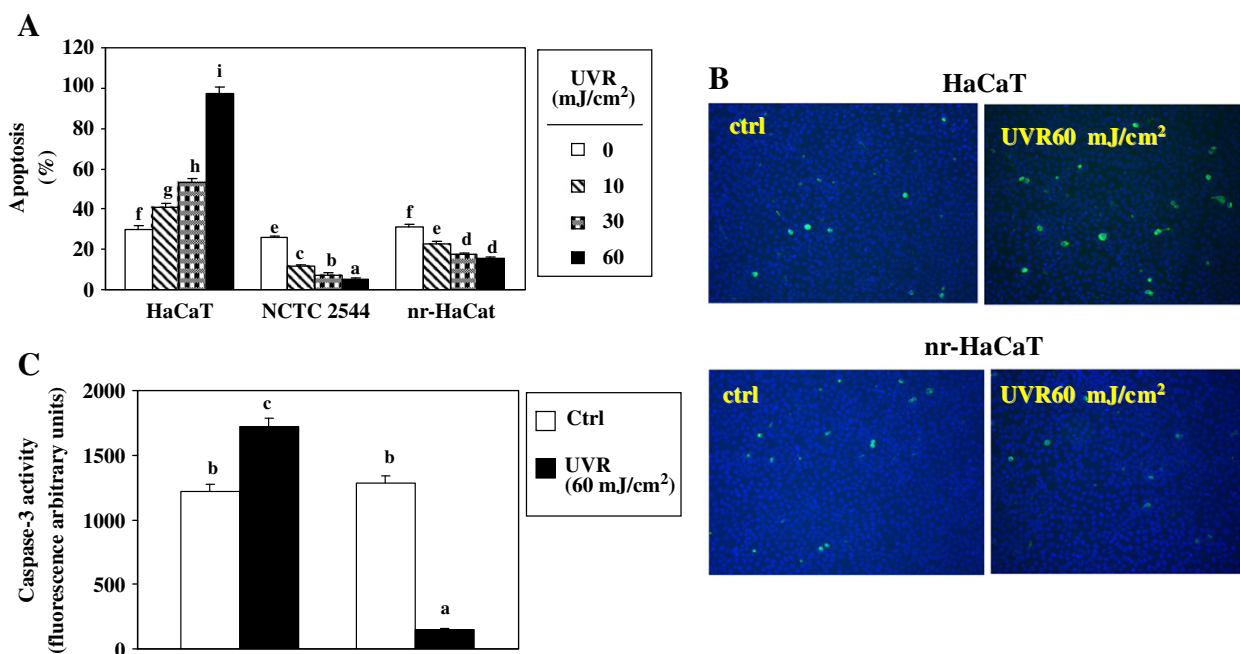 A
Apoptosis
(%)
120
100
80
60
40
20
0
f
g
h
i
e
c
b
a
f
e
d
d
HaCaT
NCTC 2544
nr-HaCat
UVR
(mJ/cm²)
0
10
30
60
B
HaCaT
ctrl
UVR60 mJ/cm²
nr-HaCaT
ctrl
UVR60 mJ/cm²
C
Caspase-3 activity
(fluorescence arbitrary units)
2000
1500
1000
500
0
b
c
b
a
Ctrl
UVR
(60 mJ/cm²)